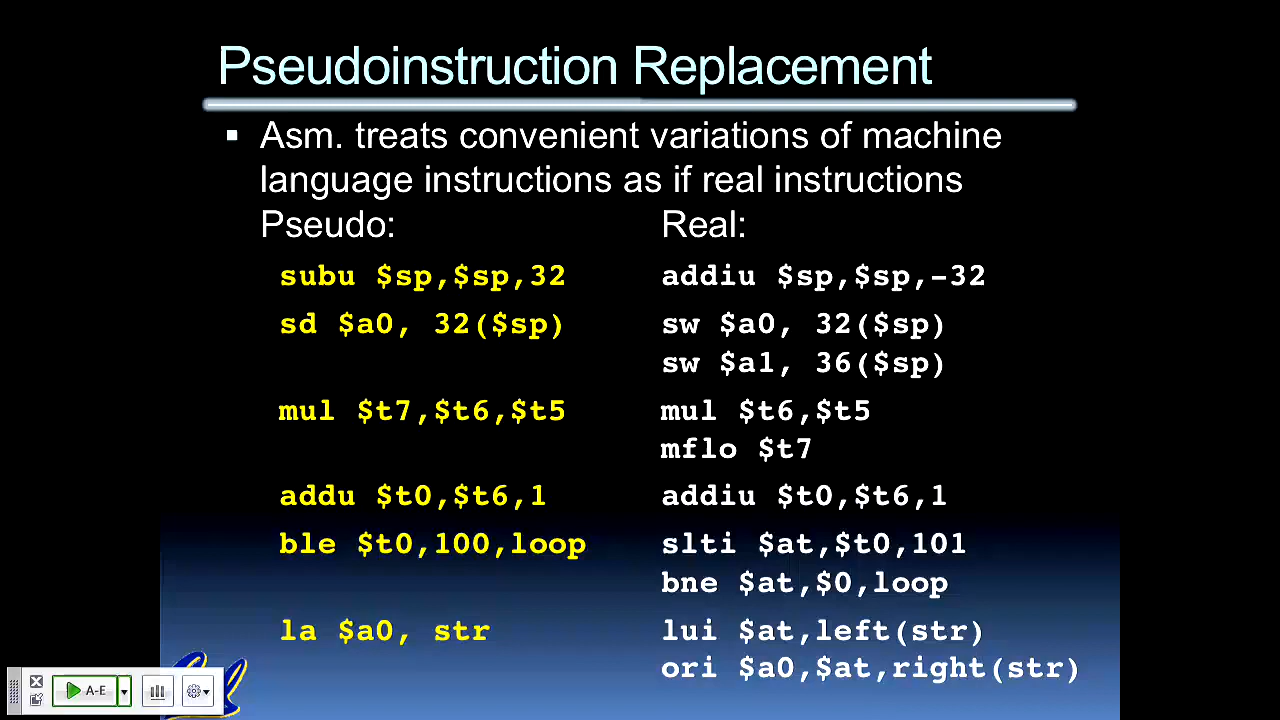 Pseudoinstruction Replacement
▪ Asm. treats convenient variations of machine
language instructions as if real instructions
Pseudo: Real:
subu $sp,$sp,32 addiu $sp,$sp,-32
sd $a0, 32($sp) sw $a0, 32($sp)
sw $a1, 36($sp)
mul $t7,$t6,$t5 mul $t6,$t5
mflo $t7
addu $t0,$t6,1 addiu $t0,$t6,1
ble $t0,100,loop slti $at,$t0,101
bne $at,$0,loop
la $a0, str lui $at,left(str)
ori $a0,$at,right(str)
A-E